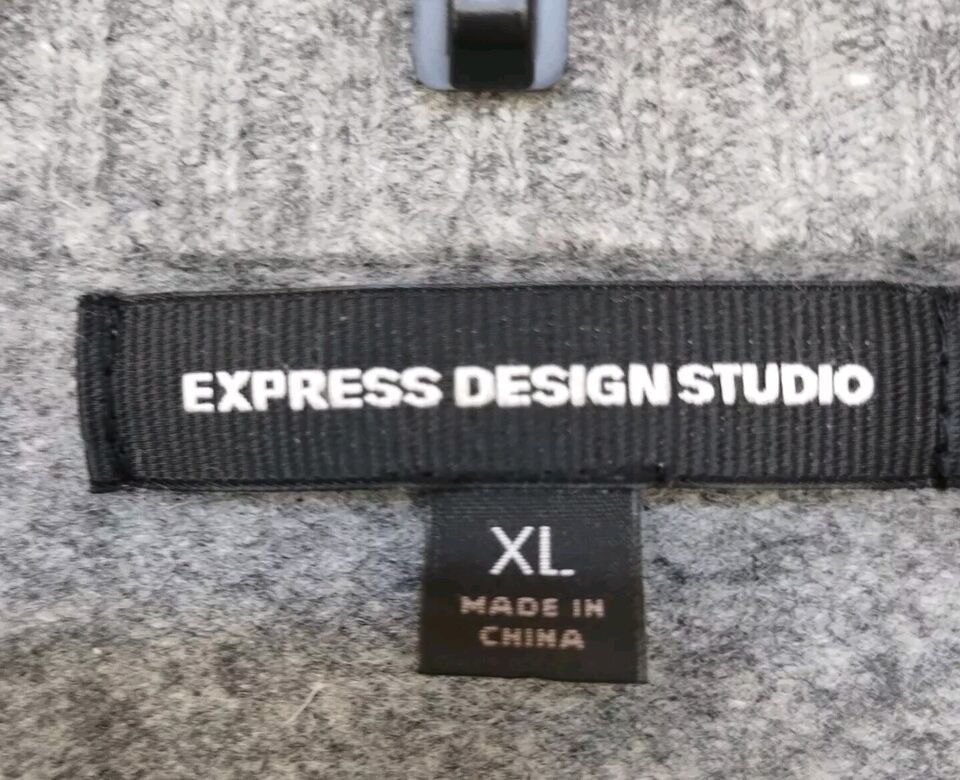 EXPRESS DESIGN STUDIO
XL
MADE IN
CHINA